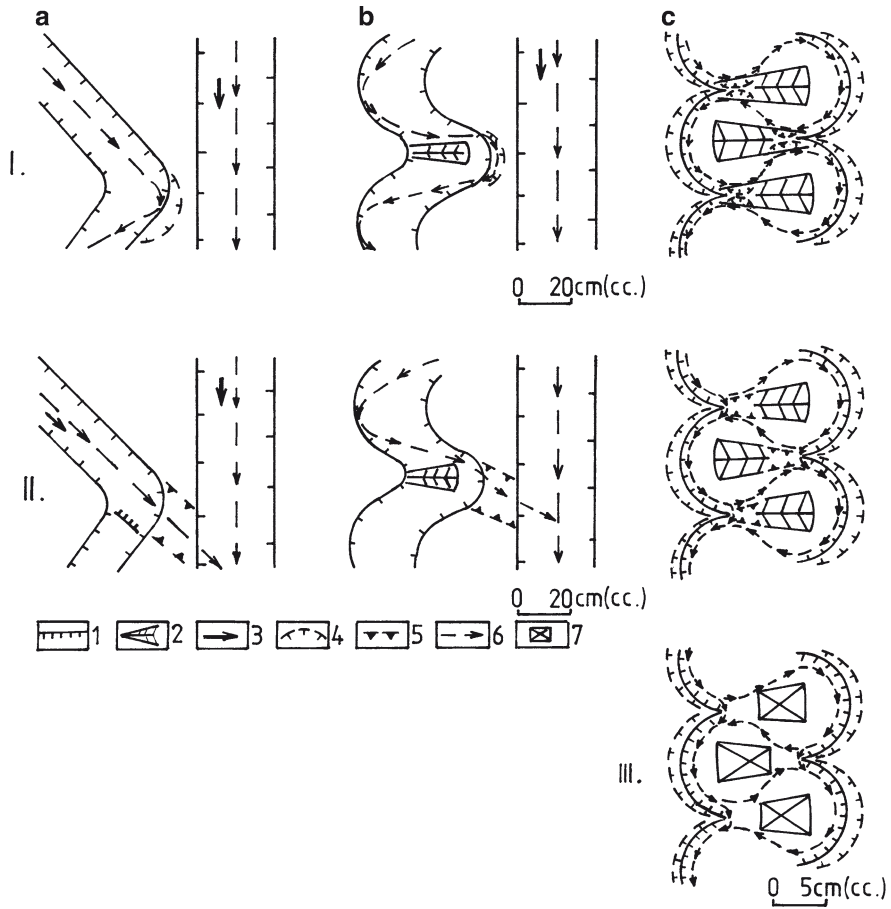 a b c
I.
0 20cm(cc.)
II.
0 20cm(cc.)
1 2 3 4 5 6 7
III.
0 5cm(cc.)